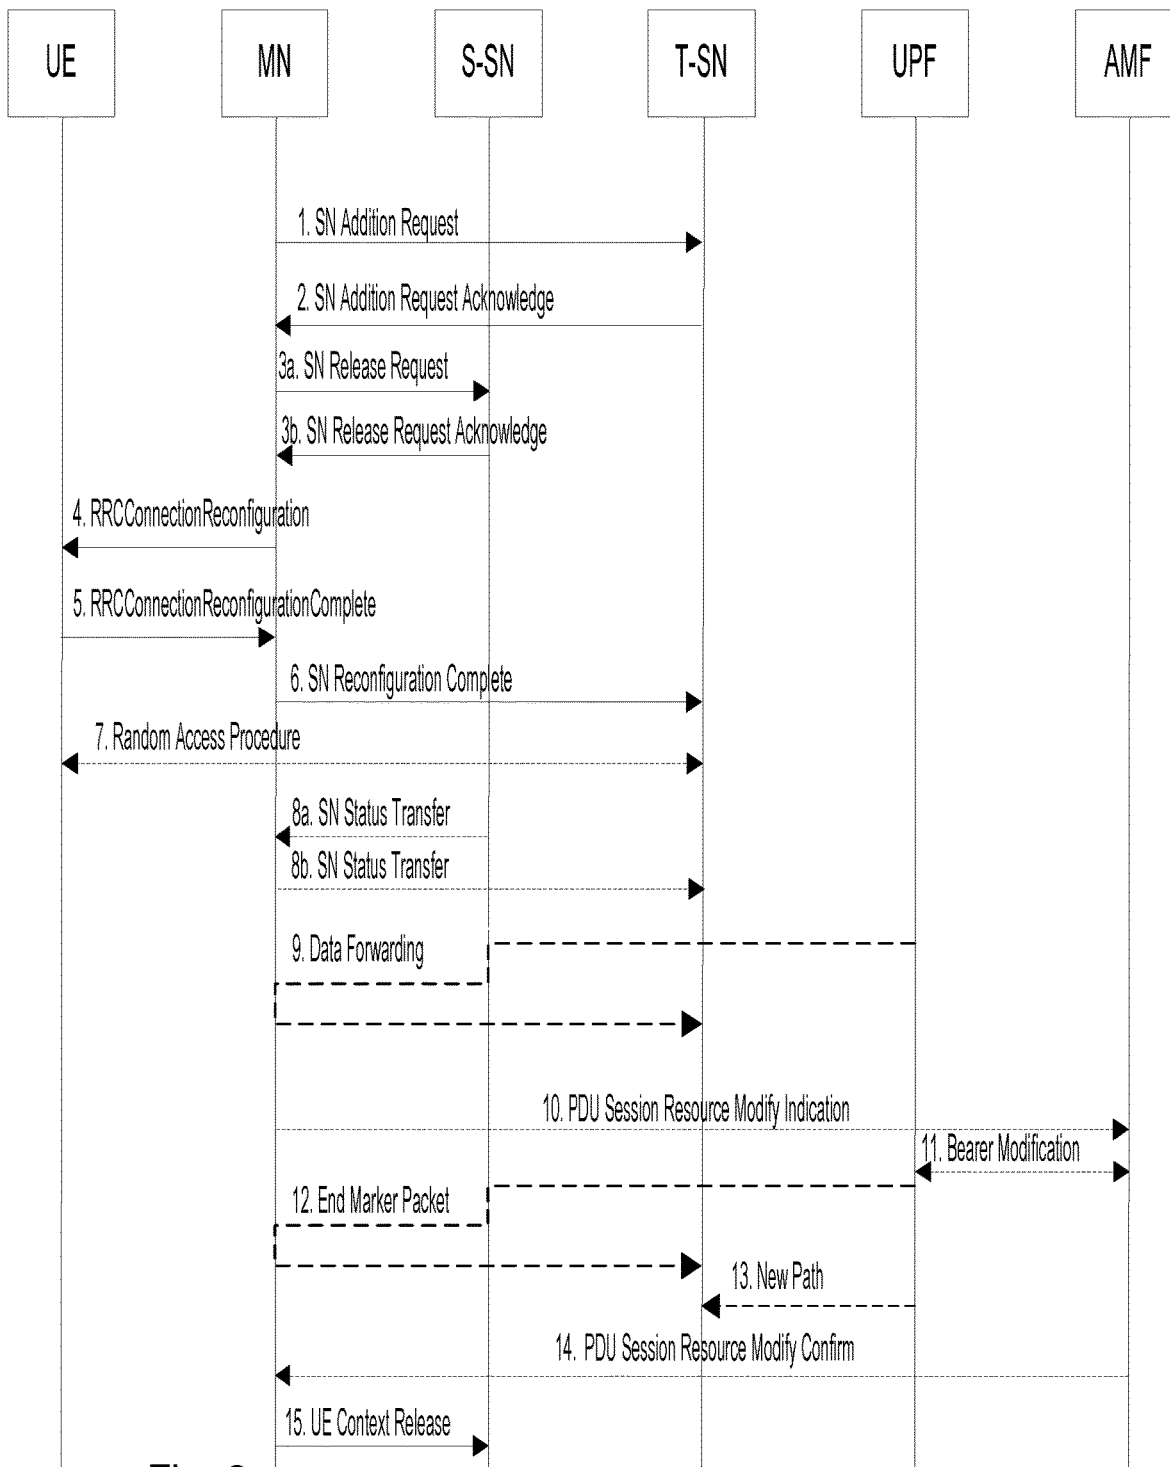 UE MN S-SN T-SN UPF AMF
1. SN Addition Request
2. SN Addition Request Acknowledge
3a. SN Release Request
3b. SN Release Request Acknowledge
4. RRCConnectionReconfiguration
5. RRCConnectionReconfigurationComplete
6. SN Reconfiguration Complete
7. Random Access Procedure
8a. SN Status Transfer
8b. SN Status Transfer
9. Data Forwarding
10. PDU Session Resource Modify Indication
11. Bearer Modification
12. End Marker Packet
13. New Path
14. PDU Session Resource Modify Confirm
15. UE Context Release